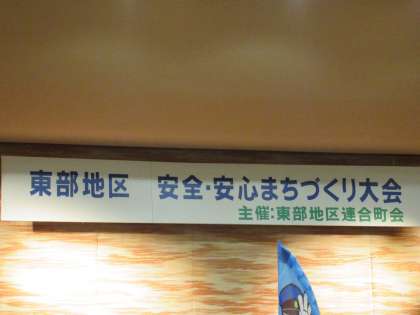 東部地区 安全・安心まちづくり大会
主催:東部地区連合町会